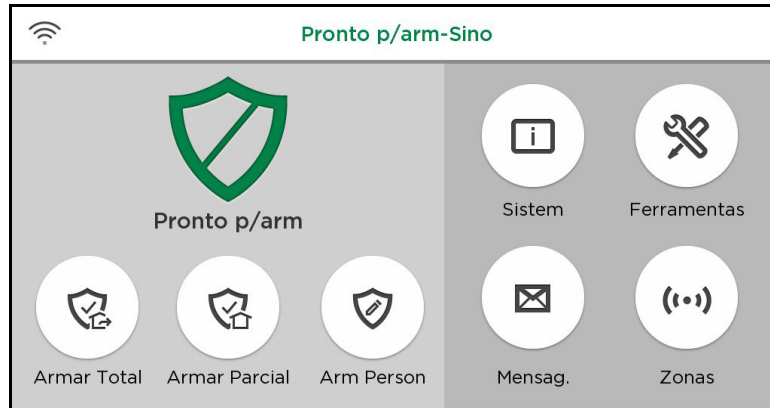 Pronto p/arm-Sino
Pronto p/arm
Armar Total
Armar Parcial
Arm Person
Sistem
Ferramentas
Mensag.
Zonas